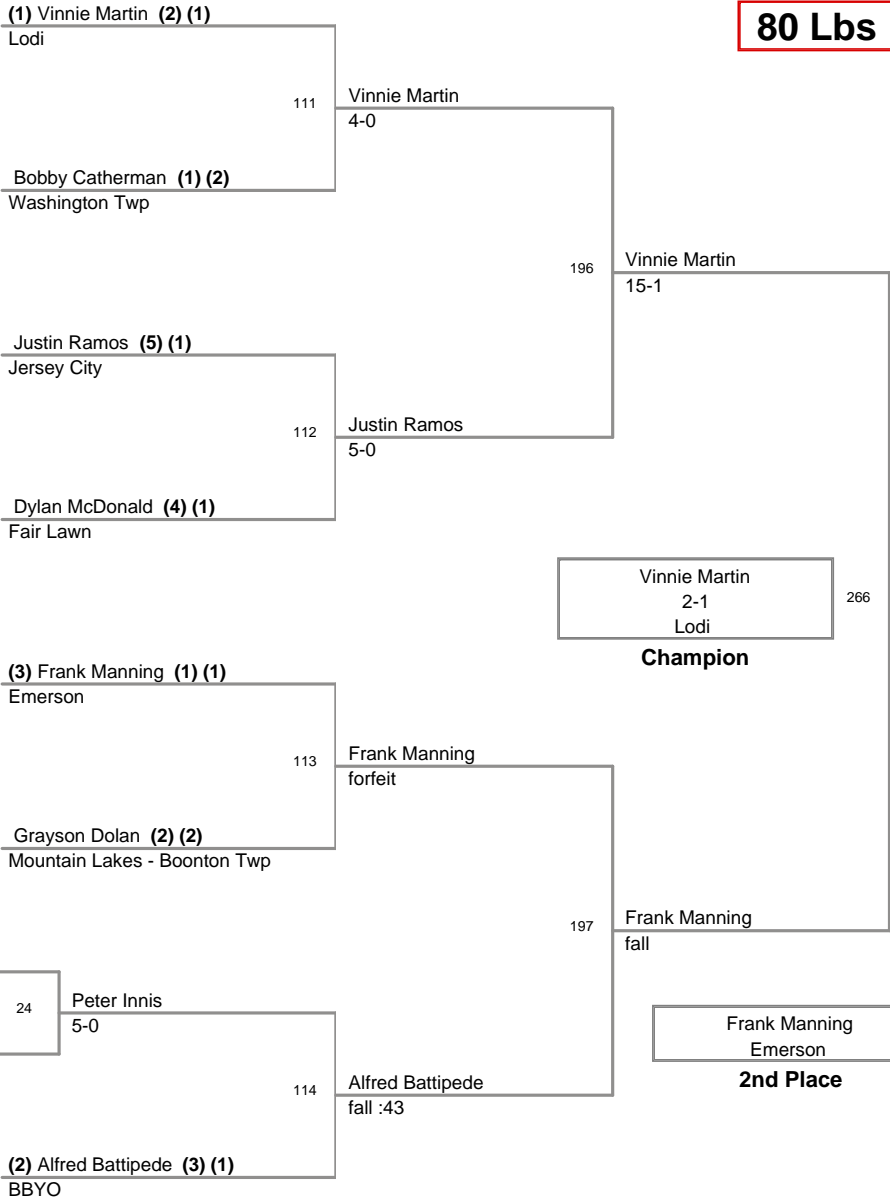 (1) Vinnie Martin (2) (1)
Lodi
80 Lbs
111
Vinnie Martin
4-0
Bobby Catherman (1) (2)
Washington Twp
196
Vinnie Martin
15-1
Justin Ramos (5) (1)
Jersey City
112
Justin Ramos
5-0
Dylan McDonald (4) (1)
Fair Lawn
Vinnie Martin
2-1
Lodi
266
Champion
(3) Frank Manning (1) (1)
Emerson
113
Frank Manning
forfeit
Grayson Dolan (2) (2)
Mountain Lakes - Boonton Twp
197
Frank Manning
fall
24
Peter Innis
5-0
Frank Manning
Emerson
2nd Place
114
Alfred Battipede
fall :43
(2) Alfred Battipede (3) (1)
BBYO